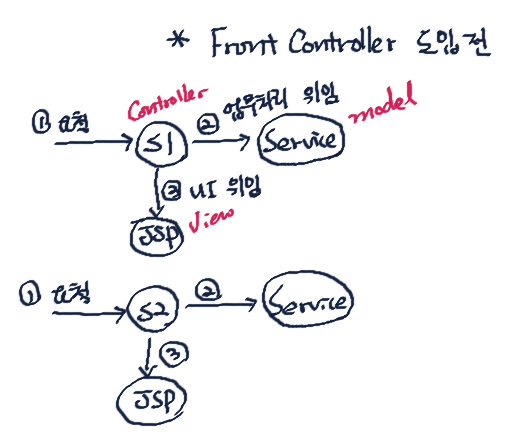 * Front Controller 도입전
Controller
① 요청
S1
② 업무처리 위임
Service
model
③ UI 위임
JSP
View
① 요청
S2
②
Service
③
JSP